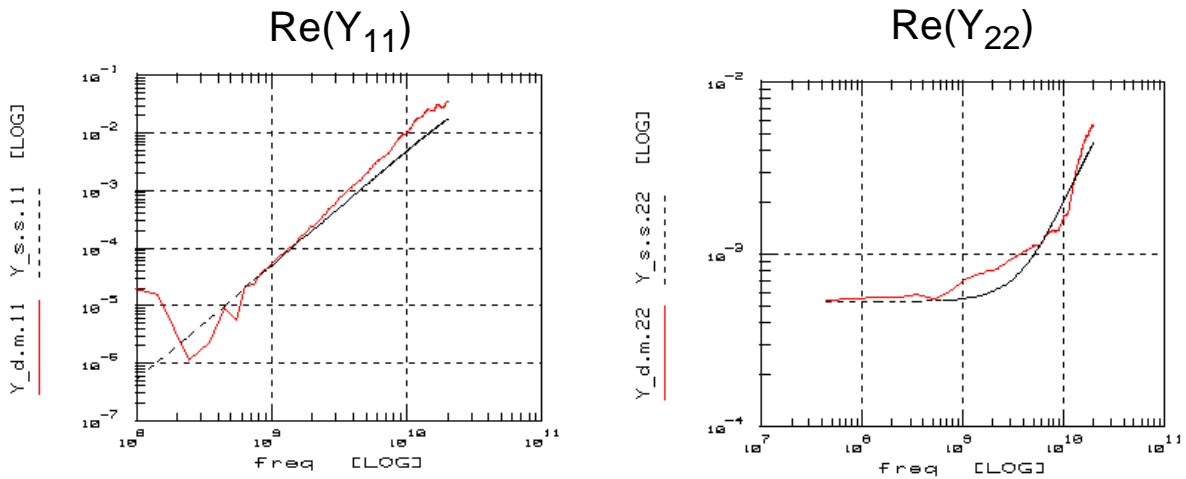 Re(Y11)
Re(Y22)
Y_d.m.11 Y_s.s.11 [LOG]
10^-1
10^-2
10^-3
10^-4
10^-5
10^-6
10^-7
10^8 10^9 10^10 10^11
freq [LOG]
Y_d.m.22 Y_s.s.22 [LOG]
10^-2
10^-3
10^-4
10^7 10^8 10^9 10^10 10^11
freq [LOG]